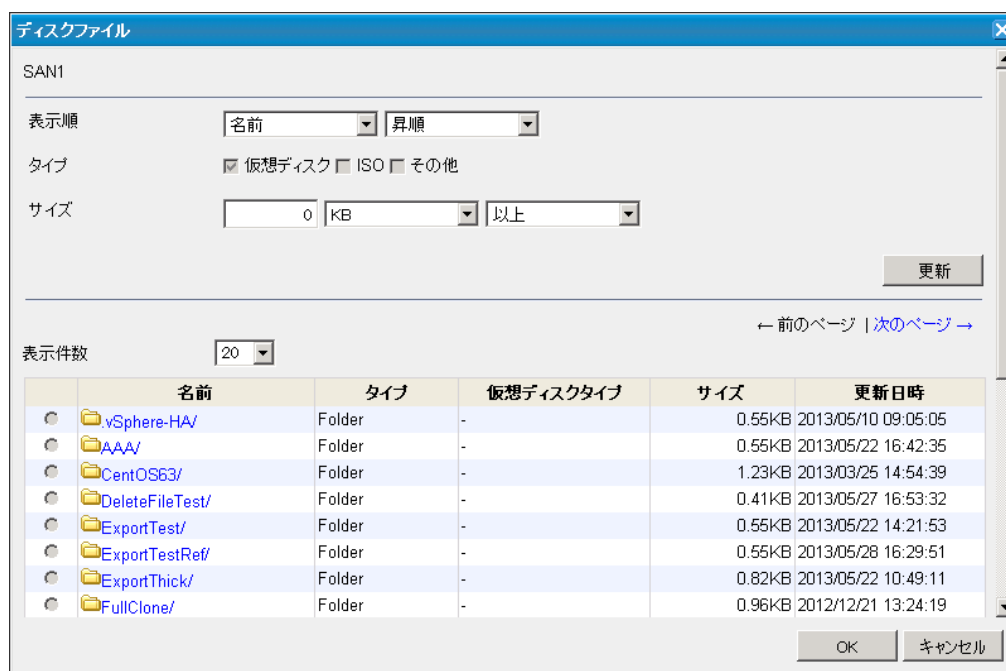 ディスクファイル
SAN1
表示順 名前 昇順
タイプ 仮想ディスク ISO その他
サイズ 0 KB 以上
更新
←前のページ | 次のページ→
表示件数 20
名前 タイプ 仮想ディスクタイプ サイズ 更新日時
.vSphere-HA/ Folder - 0.55KB 2013/05/10 09:05:05
AAA/ Folder - 0.55KB 2013/05/22 16:42:35
CentOS63/ Folder - 1.23KB 2013/03/25 14:54:39
DeleteFileTest/ Folder - 0.41KB 2013/05/27 16:53:32
ExportTest/ Folder - 0.55KB 2013/05/22 14:21:53
ExportTestRef/ Folder - 0.55KB 2013/05/28 16:29:51
ExportThick/ Folder - 0.82KB 2013/05/22 10:49:11
FullClone/ Folder - 0.96KB 2012/12/21 13:24:19
OK キャンセル